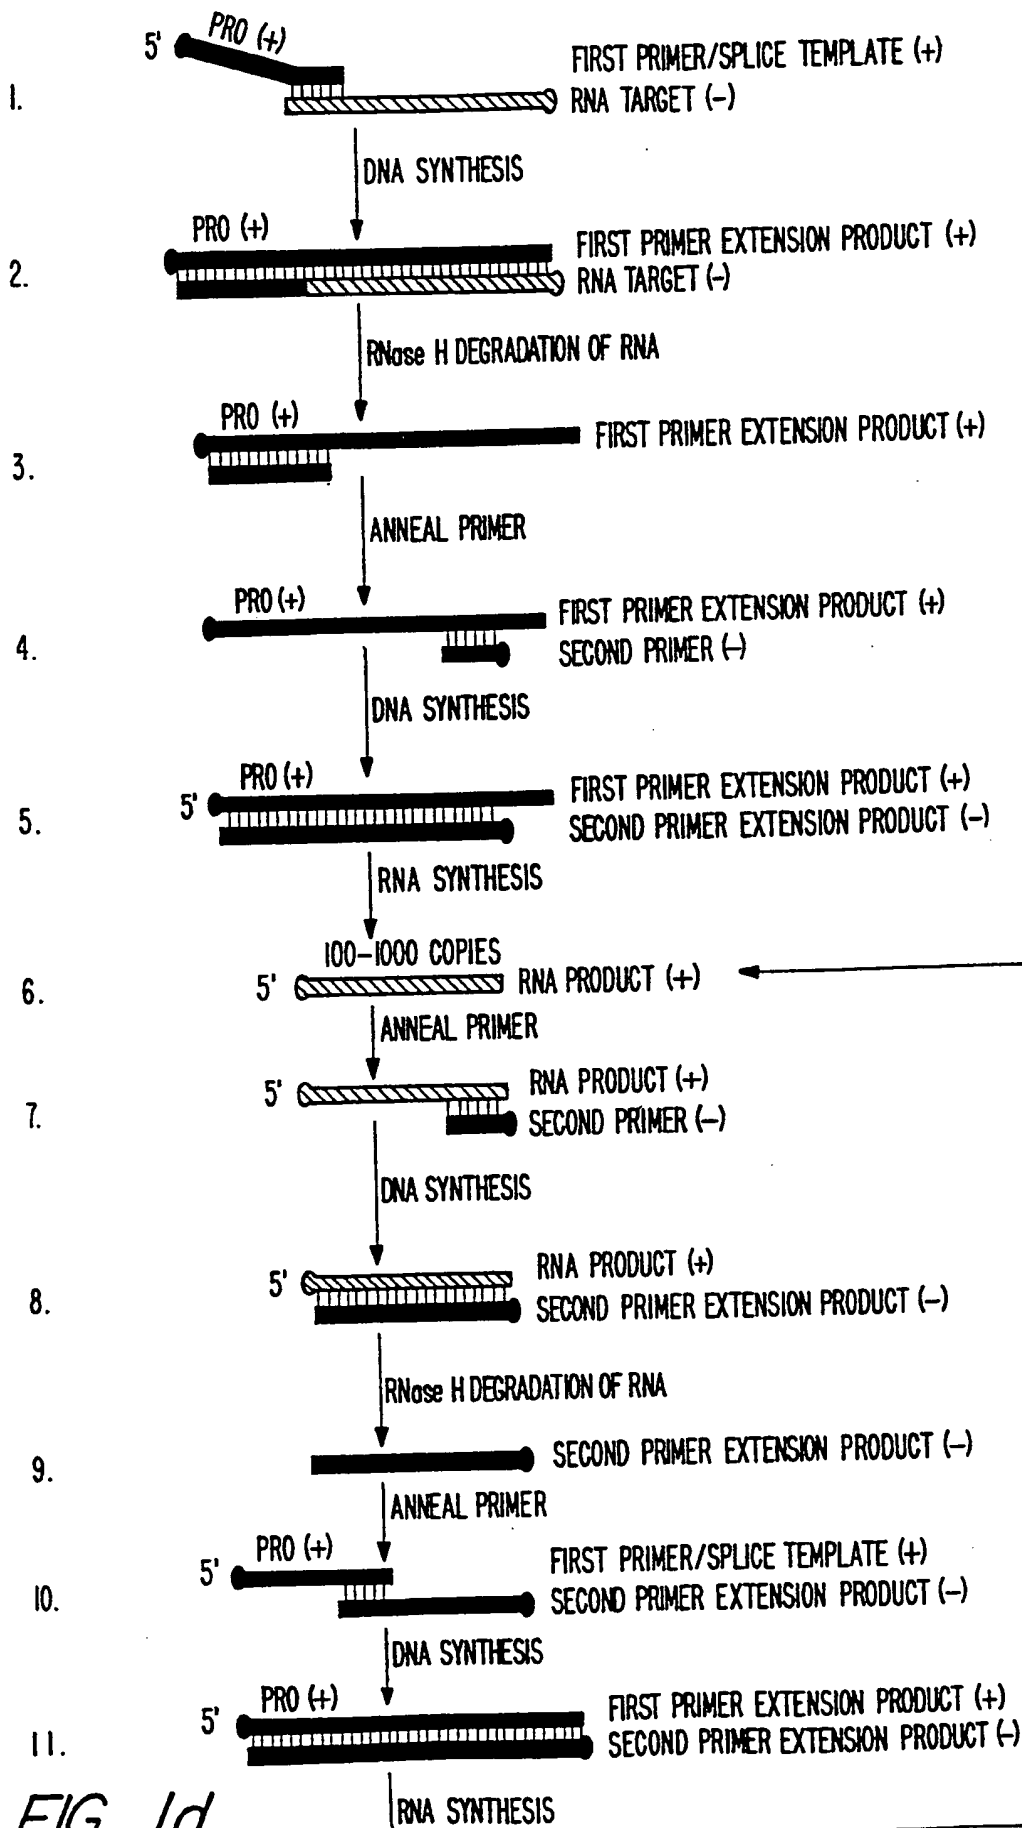 5' PRO (+)
FIRST PRIMER/SPLICE TEMPLATE (+)
1. RNA TARGET (-)
DNA SYNTHESIS
PRO (+)
FIRST PRIMER EXTENSION PRODUCT (+)
2. RNA TARGET (-)
RNase H DEGRADATION OF RNA
PRO (+)
FIRST PRIMER EXTENSION PRODUCT (+)
3.
ANNEAL PRIMER
PRO (+)
FIRST PRIMER EXTENSION PRODUCT (+)
4. SECOND PRIMER (-)
DNA SYNTHESIS
PRO (+)
5' FIRST PRIMER EXTENSION PRODUCT (+)
5. SECOND PRIMER EXTENSION PRODUCT (-)
RNA SYNTHESIS
100-1000 COPIES
6. 5' RNA PRODUCT (+)
ANNEAL PRIMER
5' RNA PRODUCT (+)
7. SECOND PRIMER (-)
DNA SYNTHESIS
5' RNA PRODUCT (+)
8. SECOND PRIMER EXTENSION PRODUCT (-)
RNase H DEGRADATION OF RNA
9. SECOND PRIMER EXTENSION PRODUCT (-)
ANNEAL PRIMER
PRO (+)
5' FIRST PRIMER/SPLICE TEMPLATE (+)
10. SECOND PRIMER EXTENSION PRODUCT (-)
DNA SYNTHESIS
PRO (+)
5' FIRST PRIMER EXTENSION PRODUCT (+)
11. SECOND PRIMER EXTENSION PRODUCT (-)
RNA SYNTHESIS
FIG. 1d